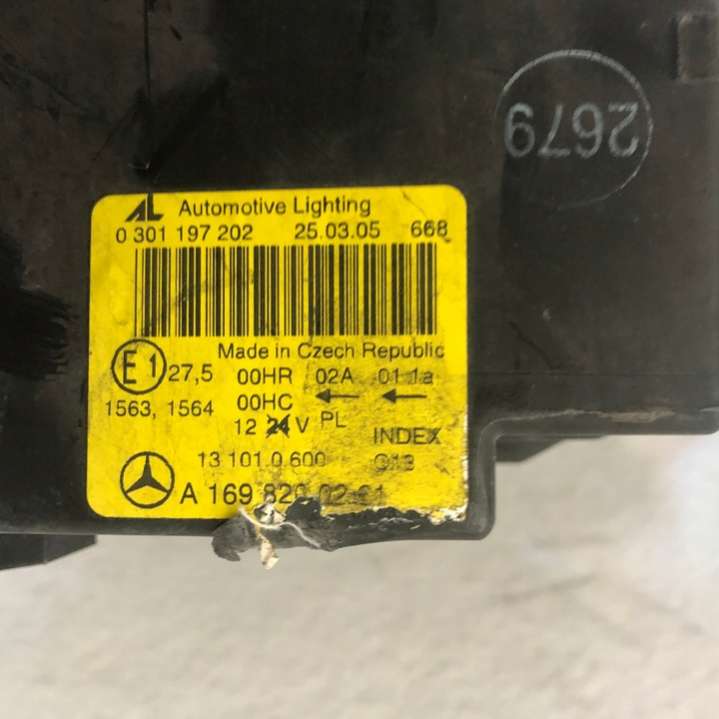 2679
AL Automotive Lighting
0 301 197 202 25.03.05 668
Made in Czech Republic
E1 27,5 00HR 02A 01 1a
1563, 1564 00HC
12 24 V PL
INDEX
13 101.0.600 G13
A 169 820